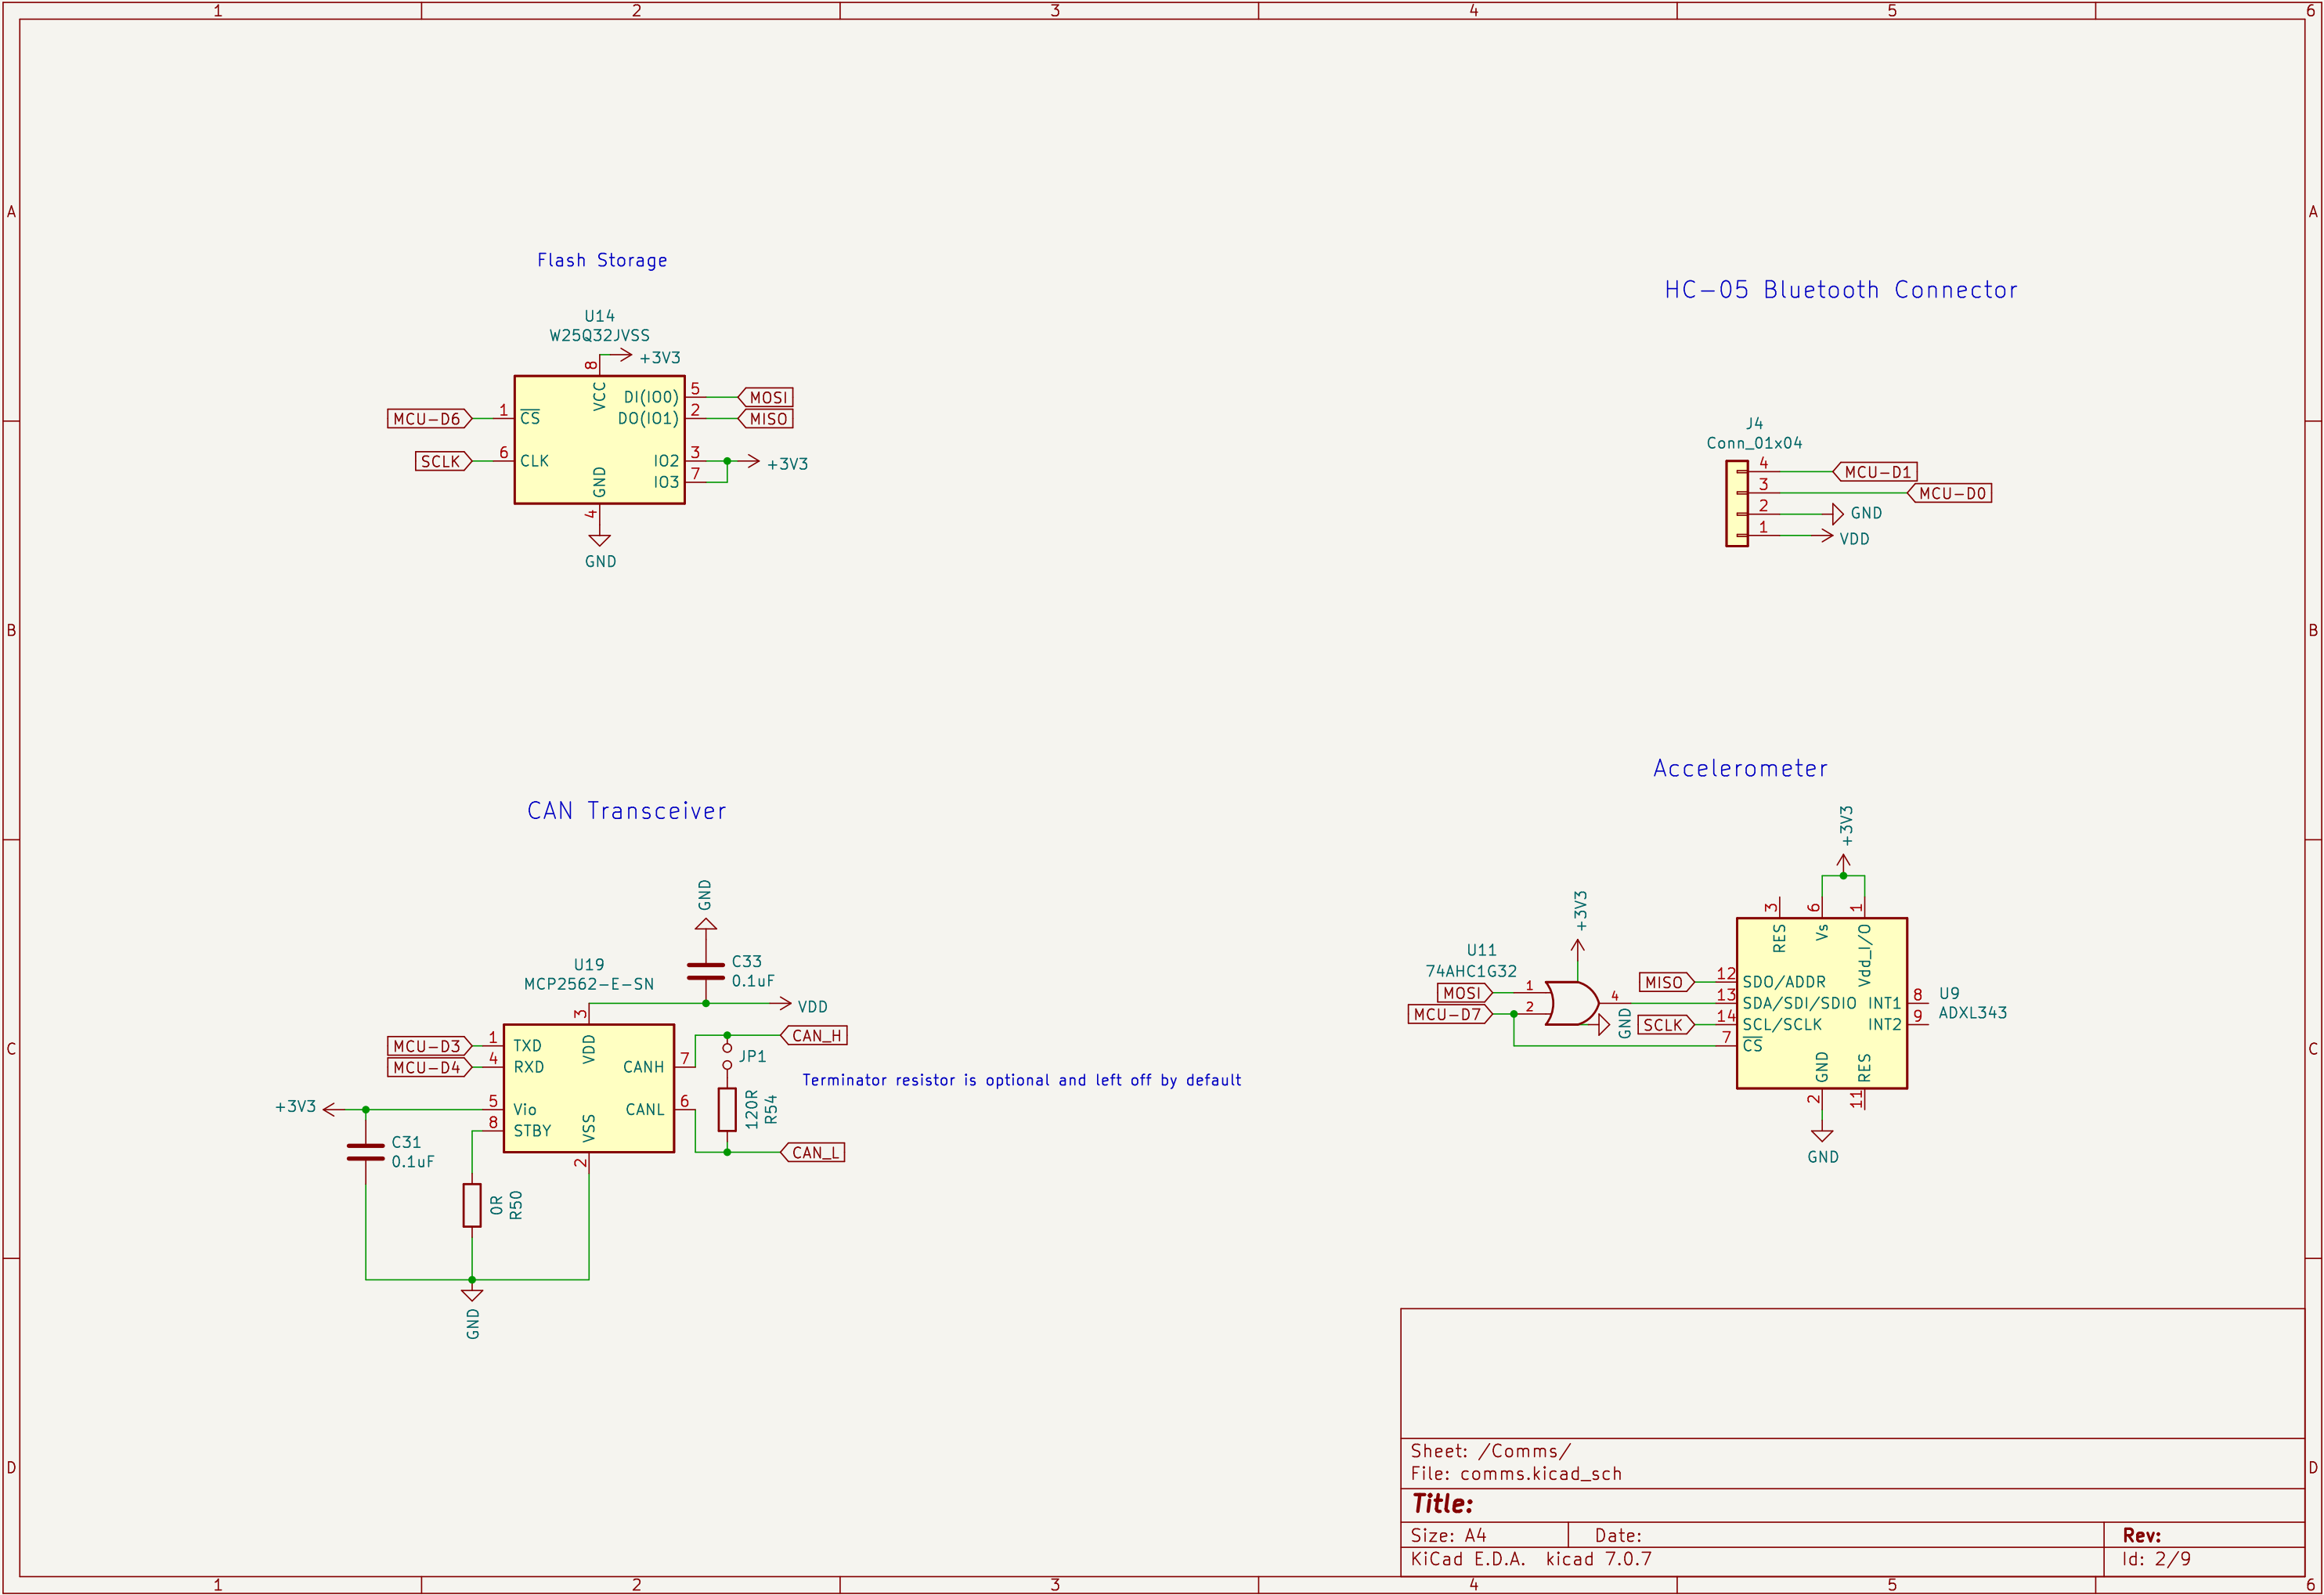 1 2 3 4 5 6
A A
B B
C C
D D
Flash Storage
U14
W25Q32JVSS
+3V3
8
VCC
MCU-D6 1 CS
SCLK 6 CLK
DI(IO0) 5 MOSI
DO(IO1) 2 MISO
IO2 3 +3V3
IO3 7
GND
4
GND
HC-05 Bluetooth Connector
J4
Conn_01x04
4 MCU-D1
3 MCU-D0
2 GND
1 VDD
CAN Transceiver
GND
C33
0.1uF
VDD
U19
MCP2562-E-SN
3
VDD
MCU-D3 1 TXD
MCU-D4 4 RXD
+3V3 5 Vio
8 STBY
CANH 7 CAN_H
CANL 6 CAN_L
VSS
2
JP1
120R
R54
Terminator resistor is optional and left off by default
C31
0.1uF
0R
R50
GND
Accelerometer
+3V3
+3V3
U11
74AHC1G32
MOSI 1
MCU-D7 2
4
GND
3 6 1
RES Vs Vdd_I/O
MISO 12 SDO/ADDR
13 SDA/SDI/SDIO
SCLK 14 SCL/SCLK
7 CS
INT1 8
INT2 9
U9
ADXL343
GND RES
2 11
GND
Sheet: /Comms/
File: comms.kicad_sch
Title:
Size: A4 Date: Rev:
KiCad E.D.A. kicad 7.0.7 Id: 2/9
1 2 3 4 5 6